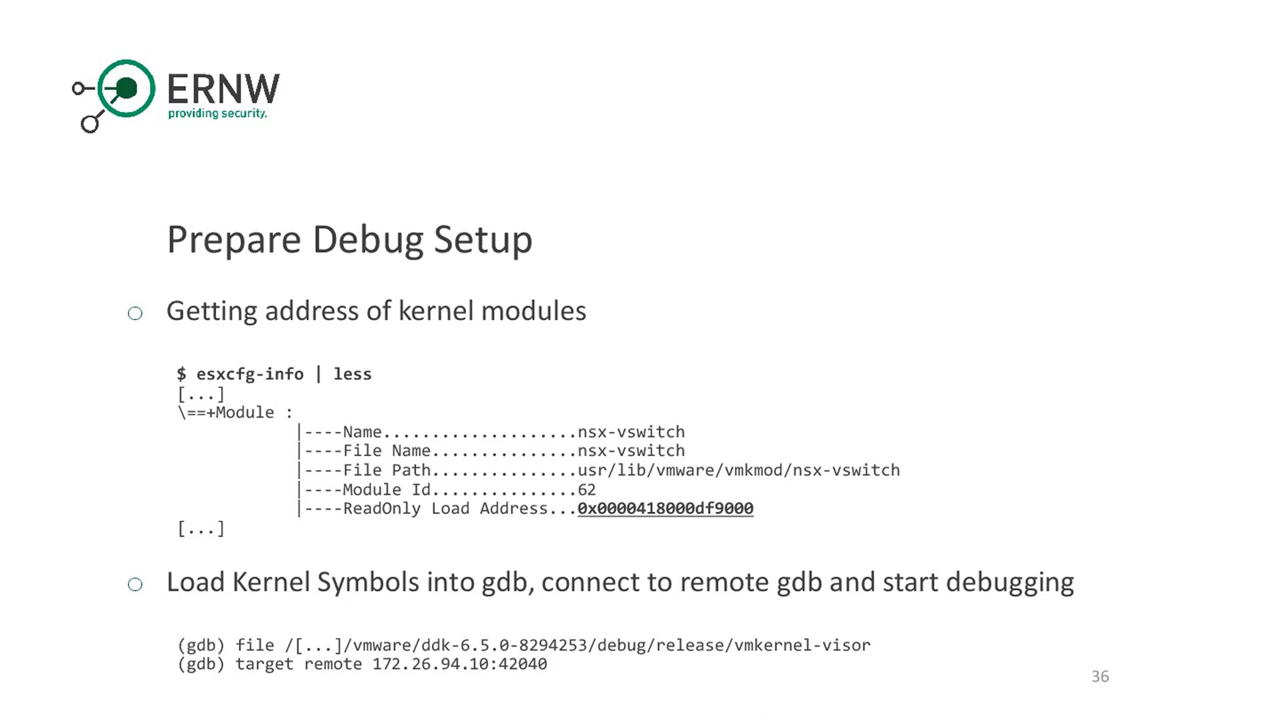 ERNW
providing security.
Prepare Debug Setup
○ Getting address of kernel modules
$ esxcfg-info | less
[...]
\==+Module :
|----Name....................nsx-vswitch
|----File Name...............nsx-vswitch
|----File Path...............usr/lib/vmware/vmkmod/nsx-vswitch
|----Module Id...............62
|----ReadOnly Load Address...0x0000418000df9000
[...]
○ Load Kernel Symbols into gdb, connect to remote gdb and start debugging
(gdb) file /[...]/vmware/ddk-6.5.0-8294253/debug/release/vmkernel-visor
(gdb) target remote 172.26.94.10:42040
36